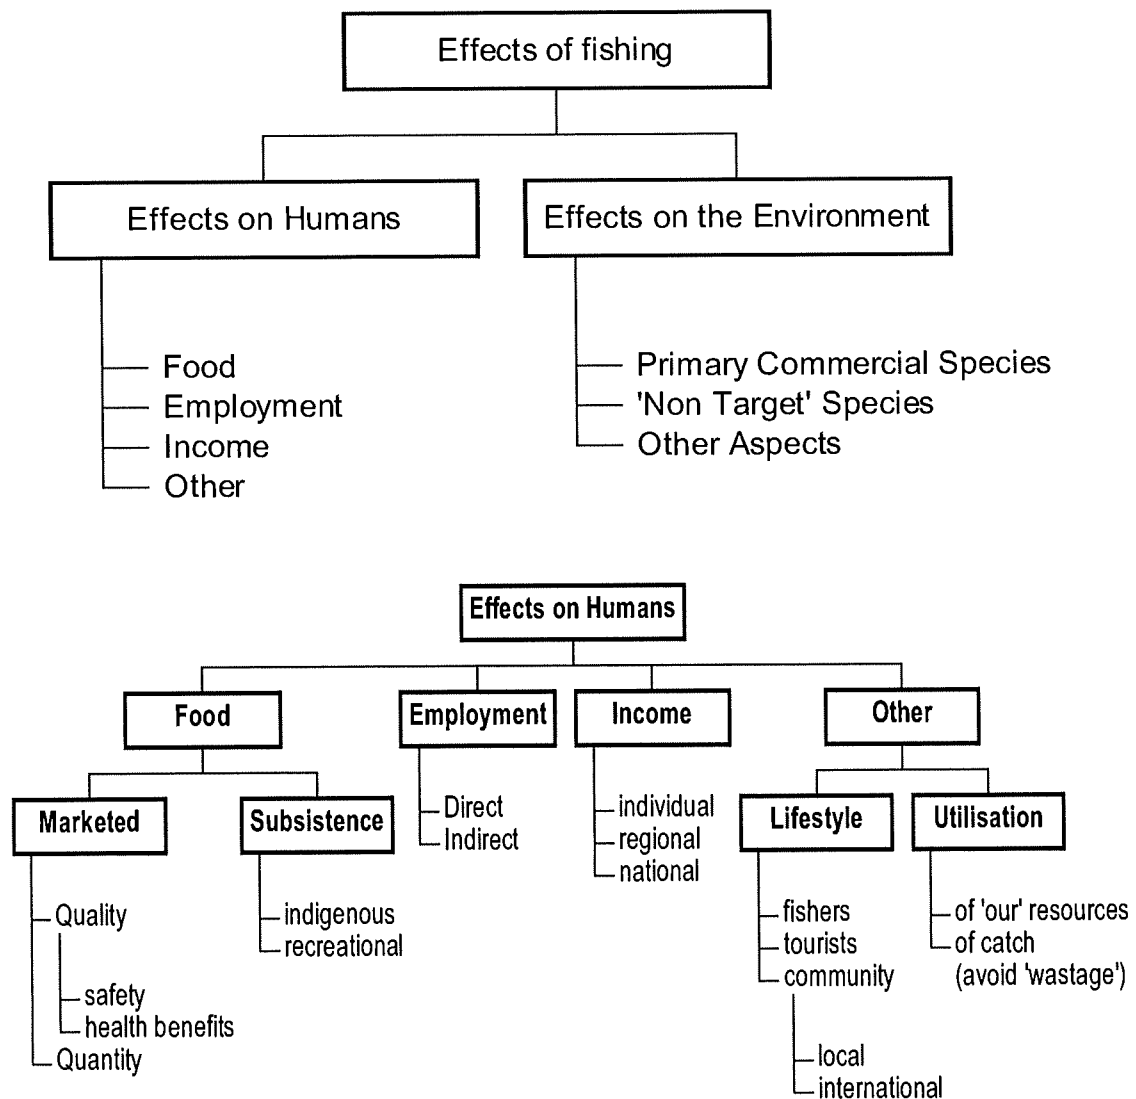 Effects of fishing
Effects on Humans
Effects on the Environment
Food
Employment
Income
Other
Primary Commercial Species
'Non Target' Species
Other Aspects
Effects on Humans
Food
Employment
Income
Other
Marketed
Subsistence
Direct
Indirect
individual
regional
national
Lifestyle
Utilisation
Quality
safety
health benefits
Quantity
indigenous
recreational
fishers
tourists
community
local
international
of 'our' resources
of catch
(avoid 'wastage')